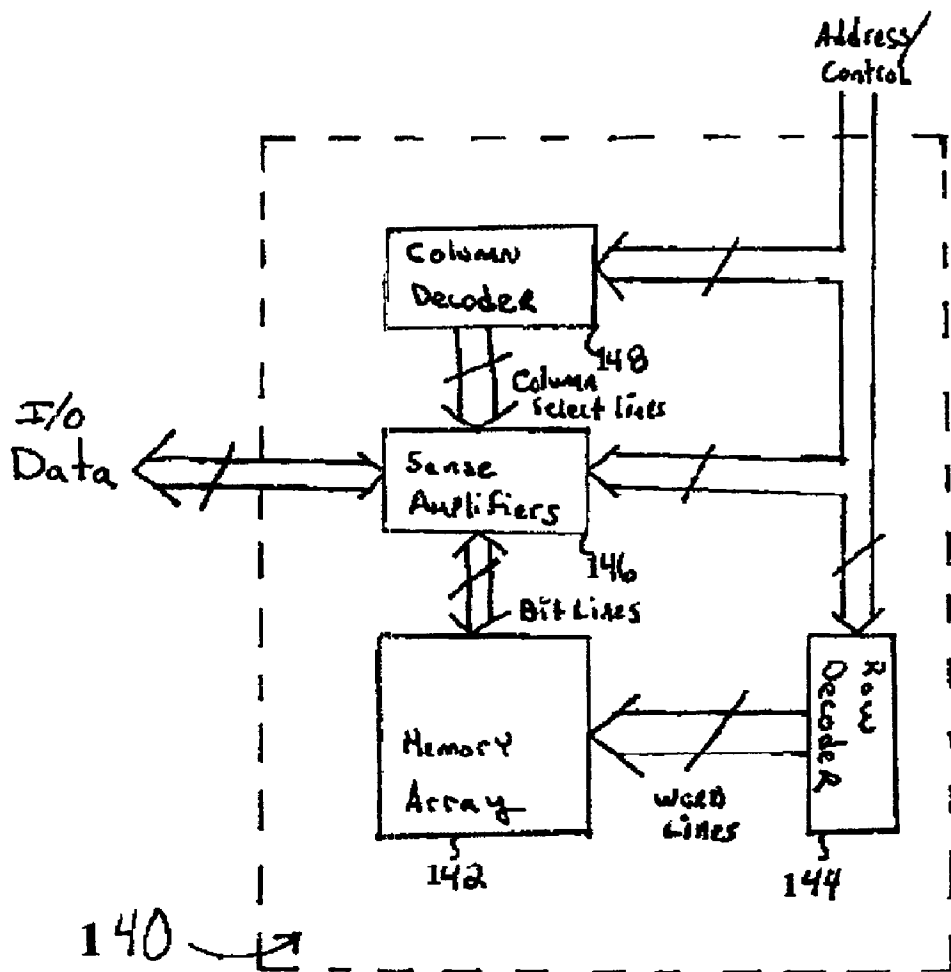 Address/
Control
Column
Decoder
148
Column
Select Lines
I/O
Data
Sense
Amplifiers
146
Bit Lines
Memory
Array
142
Row
Decoder
144
Word
Lines
140